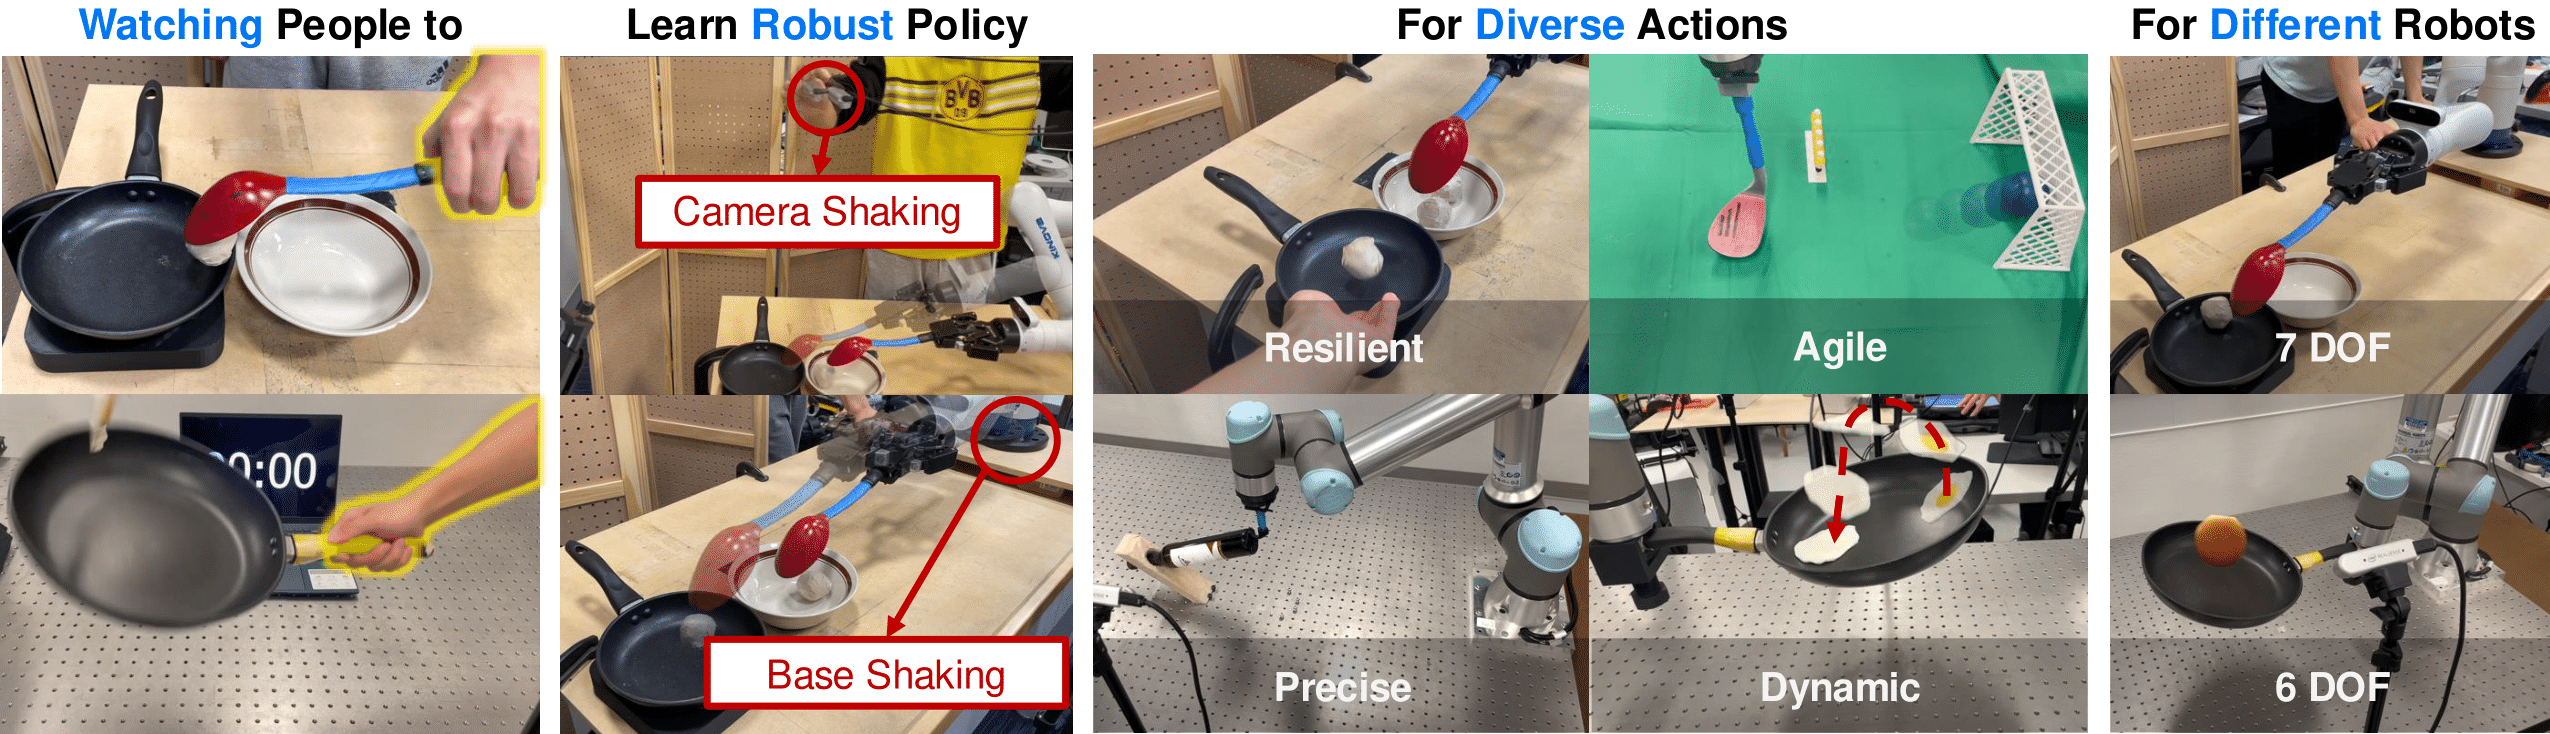 Watching People to
Learn Robust Policy
For Diverse Actions
For Different Robots
BVB
09
Camera Shaking
KINOVA
Resilient
Agile
7 DOF
0:00
Base Shaking
Precise
Dynamic
6 DOF